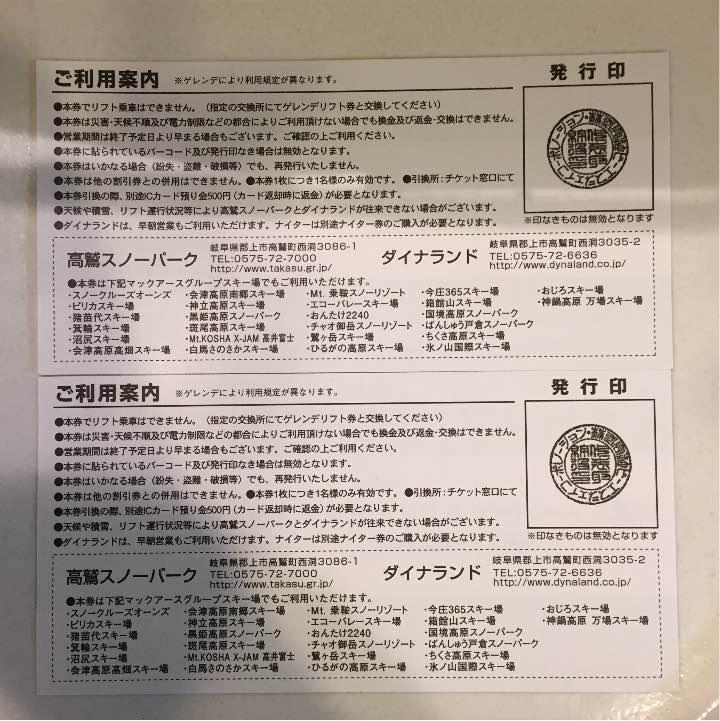 ご利用案内 ※ゲレンデにより利用規定が異なります。
発行印
●本券でリフト乗車はできません。（指定の交換所にてゲレンデリフト券と交換してください）
●本券は災害・天候不順及び電力制限などの都合によりご利用頂けない場合でも換金及び返金・交換はできません。
●営業期間は終了予定日より早まる場合もございます。ご確認の上ご利用ください。
●本券に貼られているバーコード及び発行印なき場合は無効となります。
●本券はいかなる場合（紛失・盗難・破損等）でも、再発行いたしません。
●本券は他の割引券との併用はできません。●本券1枚につき1名様のみ有効です。●引換所：チケット窓口にて
●本券引換の際、別途ICカード預り金500円（カード返却時に返金）が必要となります。
●天候や積雪、リフト運行状況等により高鷲スノーパークとダイナランドが往来できない場合がございます。
●ダイナランドは、早朝営業もご利用いただけます。ナイターは別途ナイター券のご購入が必要となります。
※印なきものは無効となります
高鷲スノーパーク
岐阜県郡上市高鷲町西洞3086-1
TEL:0575-72-7000
http://www.takasu.gr.jp/
ダイナランド
岐阜県郡上市高鷲町西洞3035-2
TEL:0575-72-6636
http://www.dynaland.co.jp/
●本券は下記マックアースグループスキー場でもご利用いただけます。
・スノークルーズオーンズ ・会津高原南郷スキー場 ・Mt. 乗鞍スノーリゾート ・今庄365スキー場 ・おじろスキー場
・ピリカスキー場 ・神立高原スキー場 ・エコーバレースキー場 ・箱館山スキー場 ・神鍋高原 万場スキー場
・猪苗代スキー場 ・黒姫高原スノーパーク ・おんたけ2240 ・国境高原スノーパーク
・箕輪スキー場 ・斑尾高原スキー場 ・チャオ御岳スノーリゾート ・ばんしゅう戸倉スノーパーク
・沼尻スキー場 ・Mt.KOSHA X-JAM 高井富士 ・鷲ヶ岳スキー場 ・ちくさ高原スキー場
・会津高原高畑スキー場 ・白馬さのさかスキー場 ・ひるがの高原スキー場 ・氷ノ山国際スキー場
ご利用案内 ※ゲレンデにより利用規定が異なります。
発行印
●本券でリフト乗車はできません。（指定の交換所にてゲレンデリフト券と交換してください）
●本券は災害・天候不順及び電力制限などの都合によりご利用頂けない場合でも換金及び返金・交換はできません。
●営業期間は終了予定日より早まる場合もございます。ご確認の上ご利用ください。
●本券に貼られているバーコード及び発行印なき場合は無効となります。
●本券はいかなる場合（紛失・盗難・破損等）でも、再発行いたしません。
●本券は他の割引券との併用はできません。●本券1枚につき1名様のみ有効です。●引換所：チケット窓口にて
●本券引換の際、別途ICカード預り金500円（カード返却時に返金）が必要となります。
●天候や積雪、リフト運行状況等により高鷲スノーパークとダイナランドが往来できない場合がございます。
●ダイナランドは、早朝営業もご利用いただけます。ナイターは別途ナイター券のご購入が必要となります。
※印なきものは無効となります
高鷲スノーパーク
岐阜県郡上市高鷲町西洞3086-1
TEL:0575-72-7000
http://www.takasu.gr.jp/
ダイナランド
岐阜県郡上市高鷲町西洞3035-2
TEL:0575-72-6636
http://www.dynaland.co.jp/
●本券は下記マックアースグループスキー場でもご利用いただけます。
・スノークルーズオーンズ ・会津高原南郷スキー場 ・Mt. 乗鞍スノーリゾート ・今庄365スキー場 ・おじろスキー場
・ピリカスキー場 ・神立高原スキー場 ・エコーバレースキー場 ・箱館山スキー場 ・神鍋高原 万場スキー場
・猪苗代スキー場 ・黒姫高原スノーパーク ・おんたけ2240 ・国境高原スノーパーク
・箕輪スキー場 ・斑尾高原スキー場 ・チャオ御岳スノーリゾート ・ばんしゅう戸倉スノーパーク
・沼尻スキー場 ・Mt.KOSHA X-JAM 高井富士 ・鷲ヶ岳スキー場 ・ちくさ高原スキー場
・会津高原高畑スキー場 ・白馬さのさかスキー場 ・ひるがの高原スキー場 ・氷ノ山国際スキー場